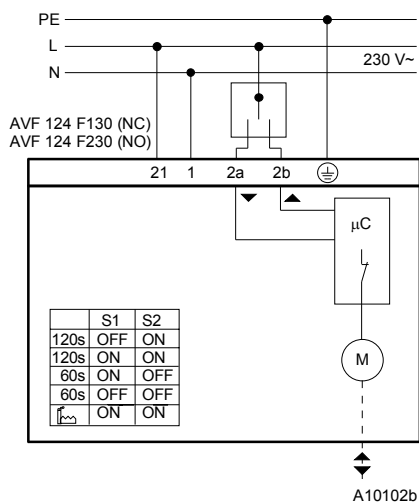 PE
L
N
230 V~
AVF 124 F130 (NC)
AVF 124 F230 (NO)
21 1 2a 2b
µC
M
S1 S2
120s OFF ON
120s ON ON
60s ON OFF
60s OFF OFF
ON ON
A10102b